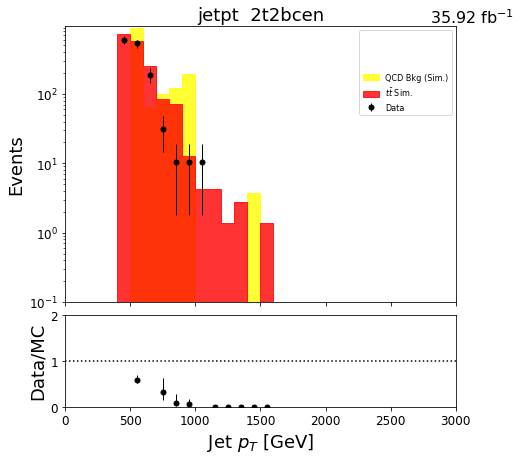 jetpt 2t2bcen
35.92 fb⁻¹
QCD Bkg (Sim.)
tt̄ Sim.
Data
Events
10²
10¹
10⁰
10⁻¹
Data/MC
2
1
0
0 500 1000 1500 2000 2500 3000
Jet p_T [GeV]